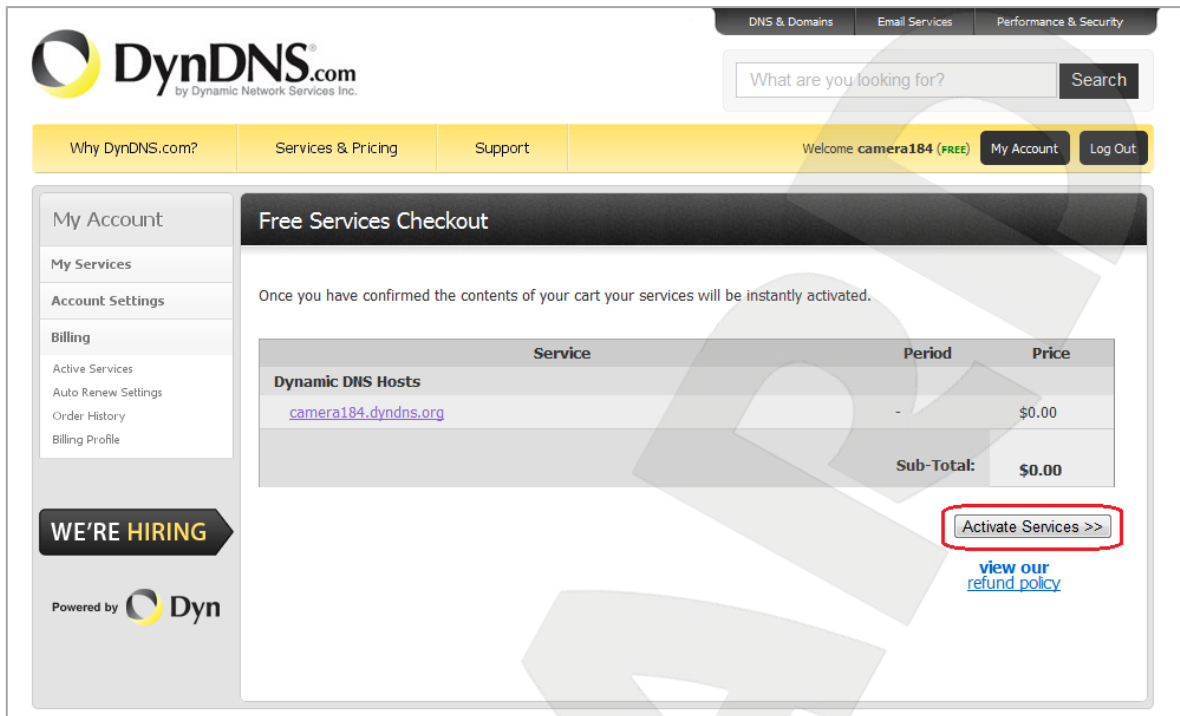 DNS & Domains Email Services Performance & Security
DynDNS.com
by Dynamic Network Services Inc.
What are you looking for? Search
Why DynDNS.com? Services & Pricing Support Welcome camera184 (FREE) My Account Log Out
My Account
My Services
Account Settings
Billing
Active Services
Auto Renew Settings
Order History
Billing Profile
WE'RE HIRING
Powered by Dyn
Free Services Checkout
Once you have confirmed the contents of your cart your services will be instantly activated.
Service Period Price
Dynamic DNS Hosts
camera184.dyndns.org - $0.00
Sub-Total: $0.00
Activate Services >>
view our
refund policy